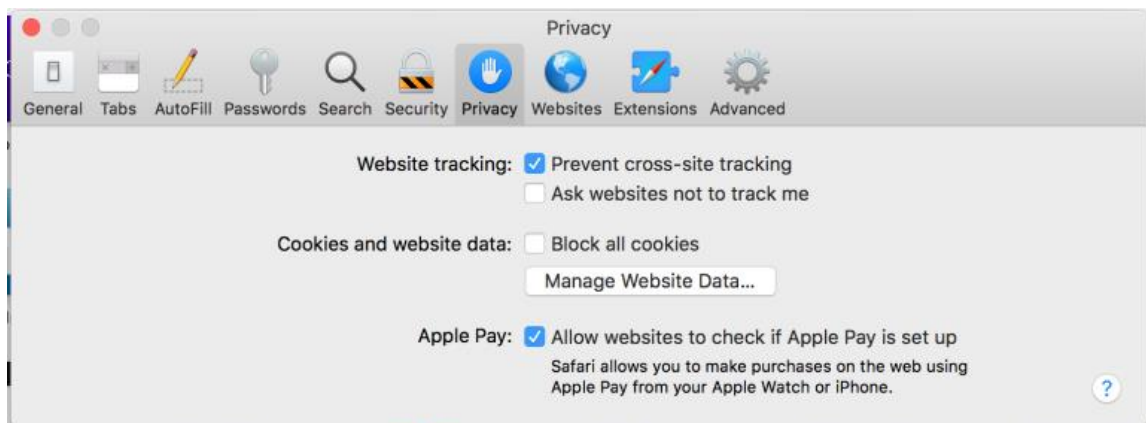 Privacy
General Tabs AutoFill Passwords Search Security Privacy Websites Extensions Advanced
Website tracking: Prevent cross-site tracking
Ask websites not to track me
Cookies and website data: Block all cookies
Manage Website Data...
Apple Pay: Allow websites to check if Apple Pay is set up
Safari allows you to make purchases on the web using
Apple Pay from your Apple Watch or iPhone.
?